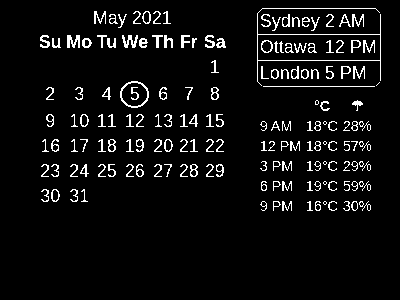 May 2021
Su Mo Tu We Th Fr Sa
1
2 3 4 5 6 7 8
9 10 11 12 13 14 15
16 17 18 19 20 21 22
23 24 25 26 27 28 29
30 31
Sydney 2 AM
Ottawa 12 PM
London 5 PM
°C ☂
9 AM 18°C 28%
12 PM 18°C 57%
3 PM 19°C 29%
6 PM 19°C 59%
9 PM 16°C 30%